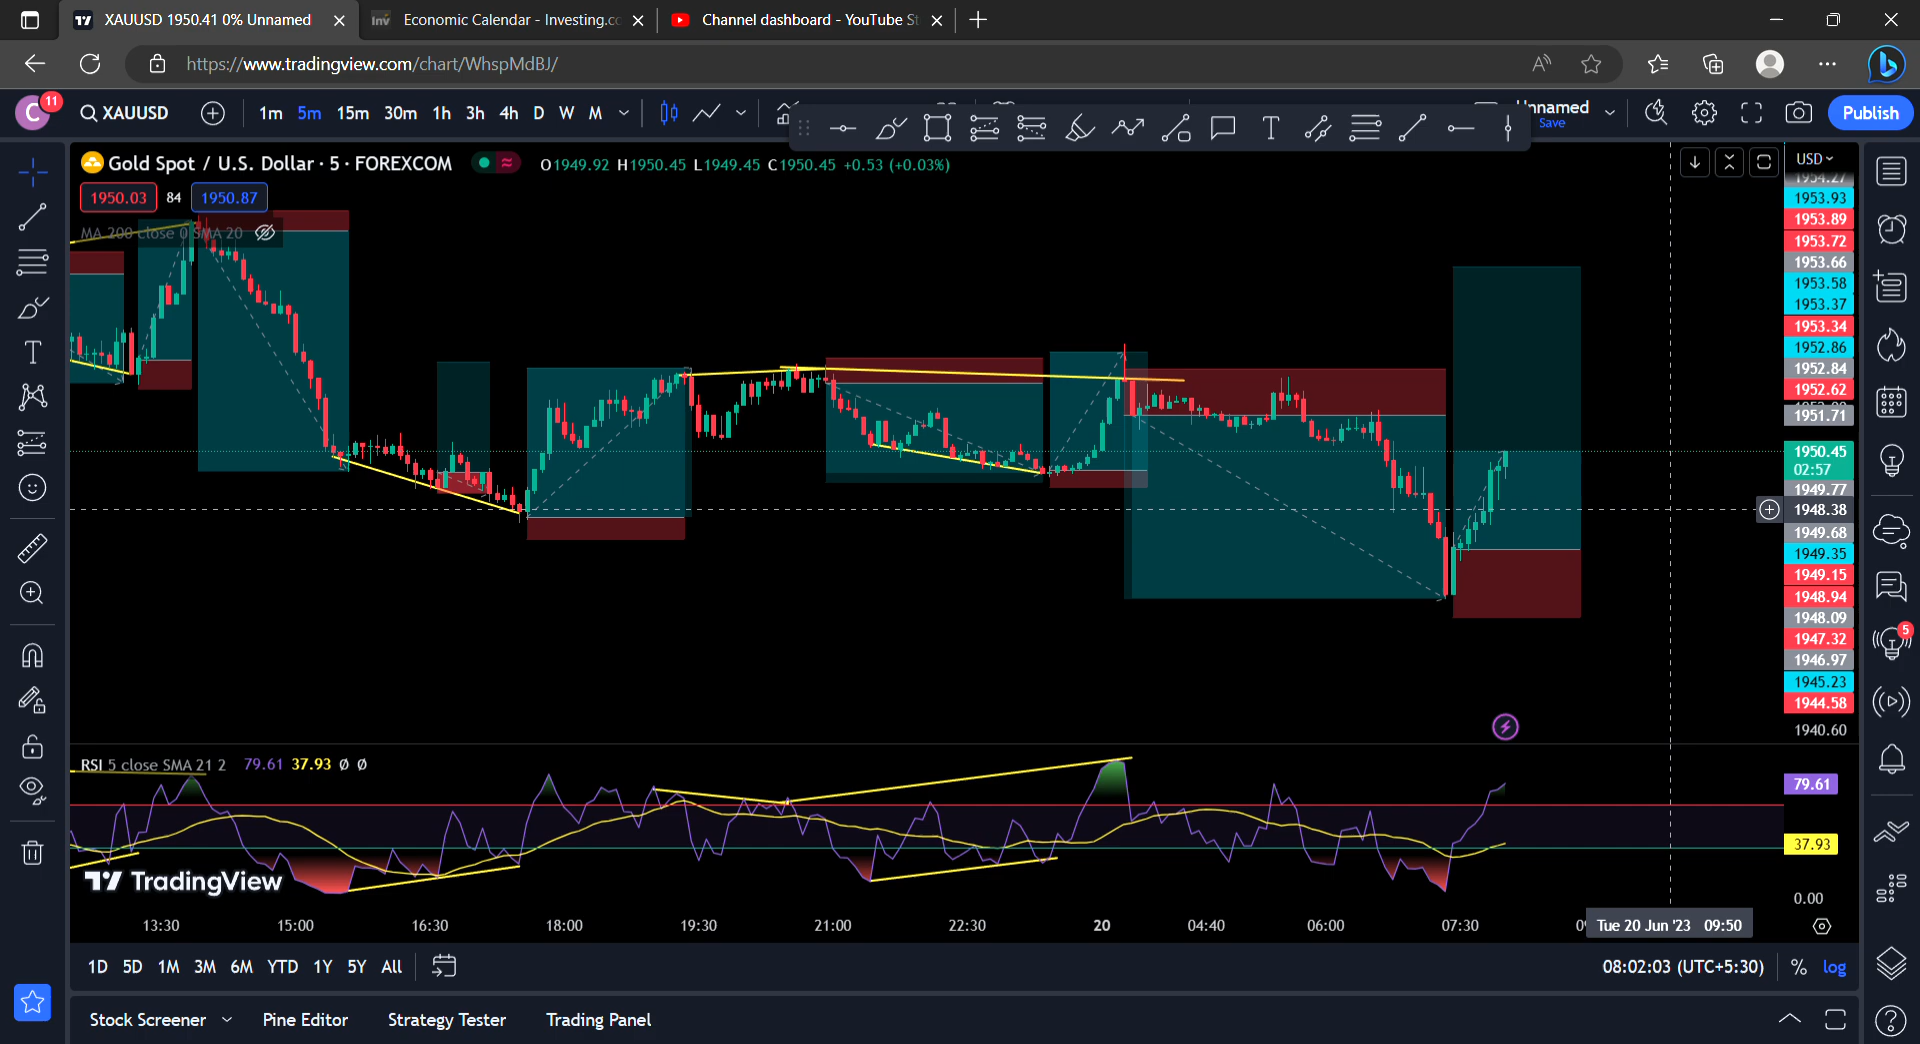 XAUUSD 1950.41 0% Unnamed
Economic Calendar - Investing.co
Channel dashboard - YouTube St
https://www.tradingview.com/chart/WhspMdBJ/
C
11
XAUUSD
1m 5m 15m 30m 1h 3h 4h D W M
Unnamed
Save
Publish
Gold Spot / U.S. Dollar · 5 · FOREXCOM
O1949.92 H1950.45 L1949.45 C1950.45 +0.53 (+0.03%)
1950.03 84 1950.87
MA 200 close 0 SMA 20
USD
1954.27
1953.93
1953.89
1953.72
1953.66
1953.58
1953.37
1953.34
1952.86
1952.84
1952.62
1951.71
1950.45
02:57
1949.77
1948.38
1949.68
1949.35
1949.15
1948.94
1948.09
1947.32
1946.97
1945.23
1944.58
1940.60
5
RSI 5 close SMA 21 2 79.61 37.93 Ø Ø
79.61
37.93
0.00
TradingView
13:30 15:00 16:30 18:00 19:30 21:00 22:30 20 04:40 06:00 07:30 Tue 20 Jun '23 09:50
1D 5D 1M 3M 6M YTD 1Y 5Y All
08:02:03 (UTC+5:30) % log
Stock Screener Pine Editor Strategy Tester Trading Panel